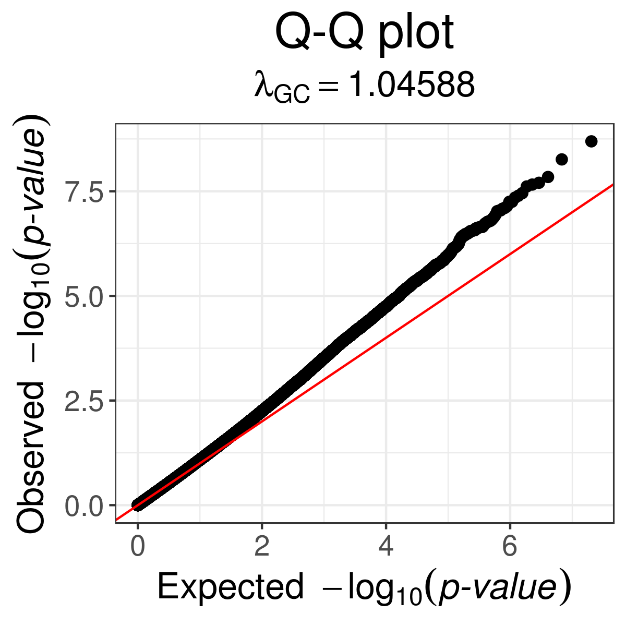 Q-Q plot
λGC = 1.04588
Observed −log10(p-value)
7.5
5.0
2.5
0.0
0 2 4 6
Expected −log10(p-value)